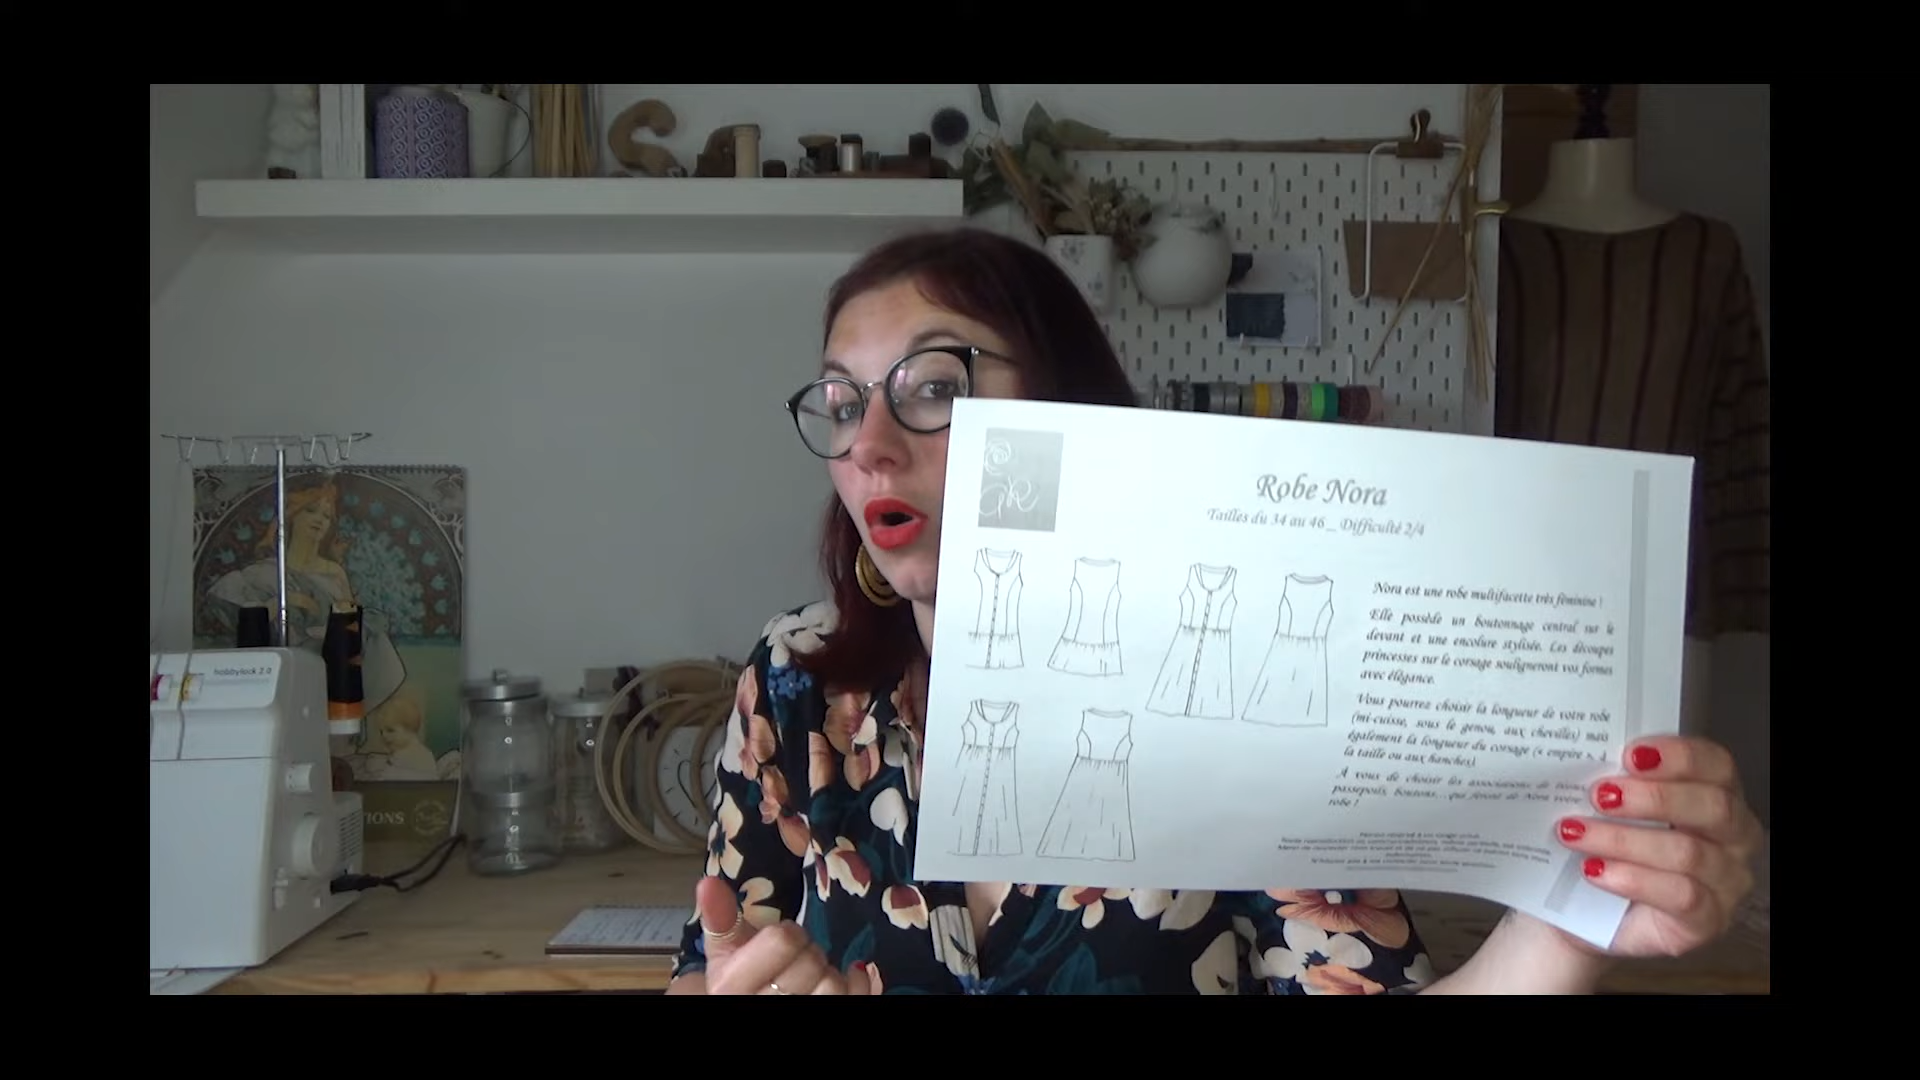 hobbylock 2.0
TIONS
GR
Robe Nora
Tailles du 34 au 46_ Difficulté 2/4
Nora est une robe multifacette très féminine !
Elle possède un boutonnage central sur le
devant et une encolure stylisée. Les découpes
princesses sur le corsage souligneront vos formes
avec élégance.
Vous pourrez choisir la longueur de votre robe
(mi-cuisse, sous le genou, aux chevilles) mais
également la longueur du corsage (« empire », à
la taille ou aux hanches).
A vous de choisir les associations de
passepoils, boutons... qui feront de Nora votre
robe !